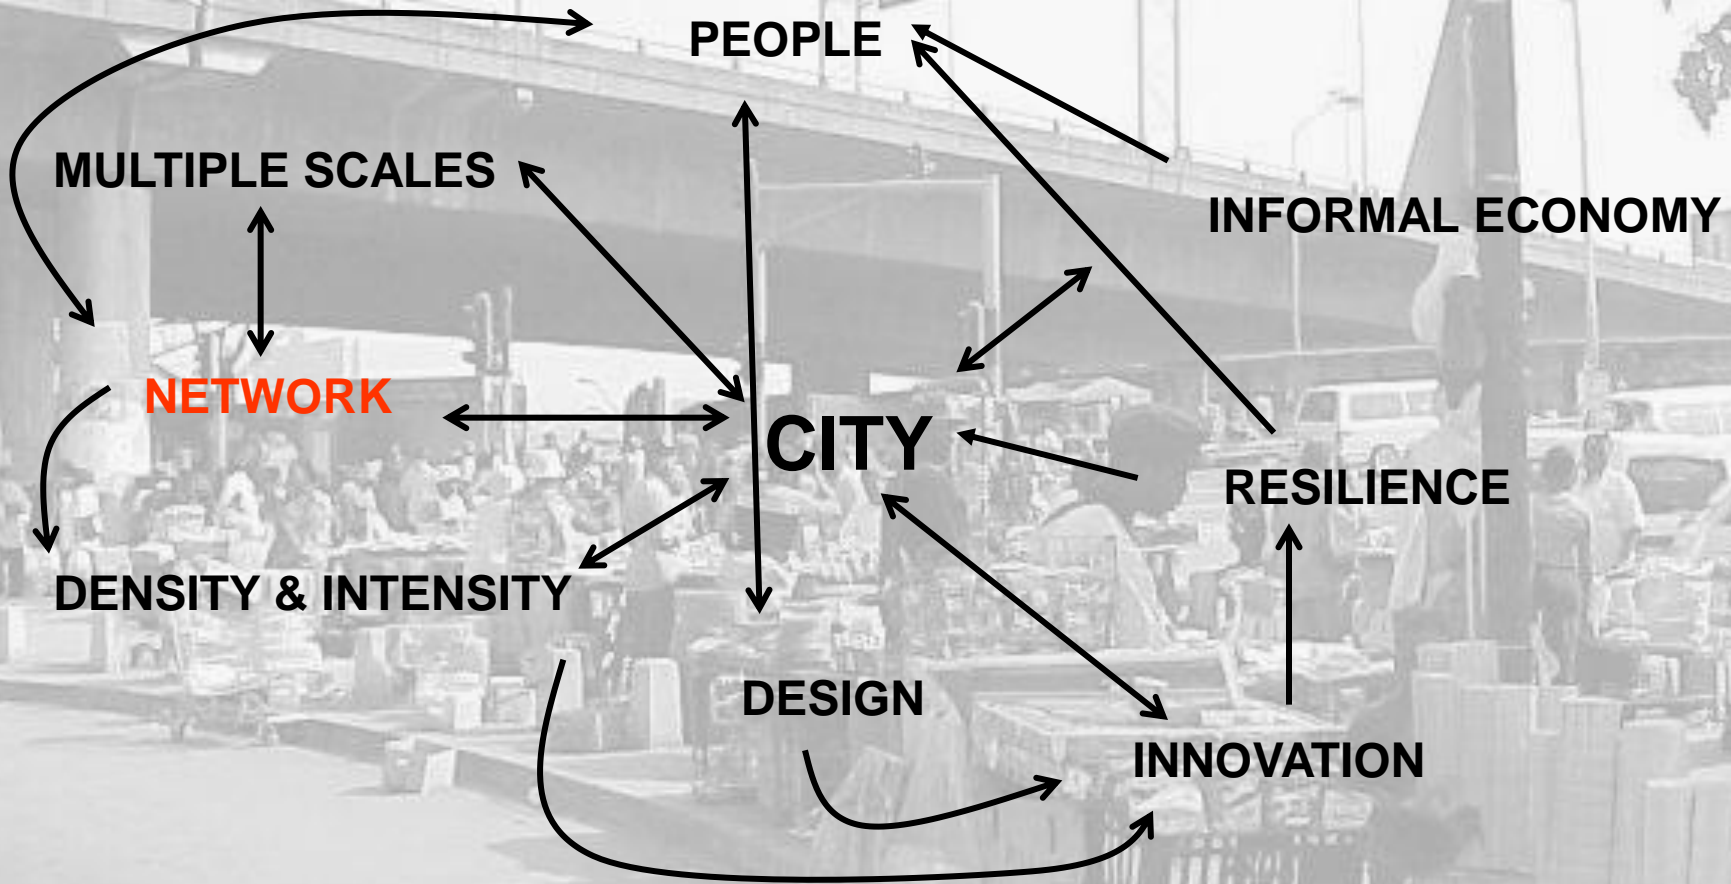 PEOPLE
MULTIPLE SCALES
INFORMAL ECONOMY
NETWORK
CITY
RESILIENCE
DENSITY & INTENSITY
DESIGN
INNOVATION